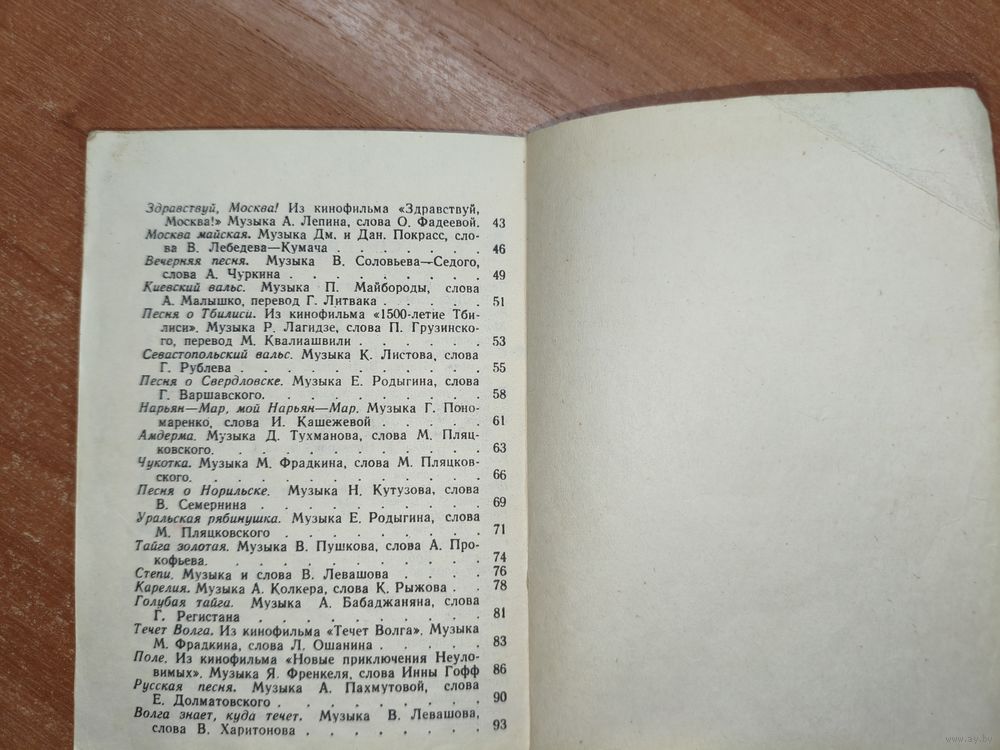 Здравствуй, Москва! Из кинофильма «Здравствуй,
Москва!» Музыка А. Лепина, слова О. Фадеевой. 43
Москва майская. Музыка Дм. и Дан. Покрасс, сло-
ва В. Лебедева—Кумача . . . . . . . 46
Вечерняя песня. Музыка В. Соловьева—Седого,
слова А. Чуркина . . . . . . . . . 49
Киевский вальс. Музыка П. Майбороды, слова
А. Малышко, перевод Г. Литвака . . . . . 51
Песня о Тбилиси. Из кинофильма «1500-летие Тби-
лиси». Музыка Р. Лагидзе, слова П. Грузинско-
го, перевод М. Квалиашвили . . . . . . 53
Севастопольский вальс. Музыка К. Листова, слова
Г. Рублева . . . . . . . . . . . 55
Песня о Свердловске. Музыка Е. Родыгина, слова
Г. Варшавского. . . . . . . . . . 58
Нарьян—Мар, мой Нарьян—Мар. Музыка Г. Поно-
маренко, слова И. Кашежевой . . . . . 61
Амдерма. Музыка Д. Тухманова, слова М. Пляц-
ковского. . . . . . . . . . . . 63
Чукотка. Музыка М. Фрадкина, слова М. Пляцков-
ского. . . . . . . . . . . . . 66
Песня о Норильске. Музыка Н. Кутузова, слова
В. Семернина . . . . . . . . . . 69
Уральская рябинушка. Музыка Е. Родыгина, слова
М. Пляцковского . . . . . . . . . 71
Тайга золотая. Музыка В. Пушкова, слова А. Про-
кофьева. . . . . . . . . . . . 74
Степи. Музыка и слова В. Левашова . . . 76
Карелия. Музыка А. Колкера, слова К. Рыжова . . 78
Голубая тайга. Музыка А. Бабаджаняна, слова
Г. Регистана . . . . . . . . . . 81
Течет Волга. Из кинофильма «Течет Волга». Музыка
М. Фрадкина, слова Л. Ошанина . . . . . 83
Поле. Из кинофильма «Новые приключения Неуло-
вимых». Музыка Я. Френкеля, слова Инны Гофф 86
Русская песня. Музыка А. Пахмутовой, слова
Е. Долматовского . . . . . . . . . 90
Волга знает, куда течет. Музыка В. Левашова,
слова В. Харитонова . . . . . . . . 93
www.ay.by